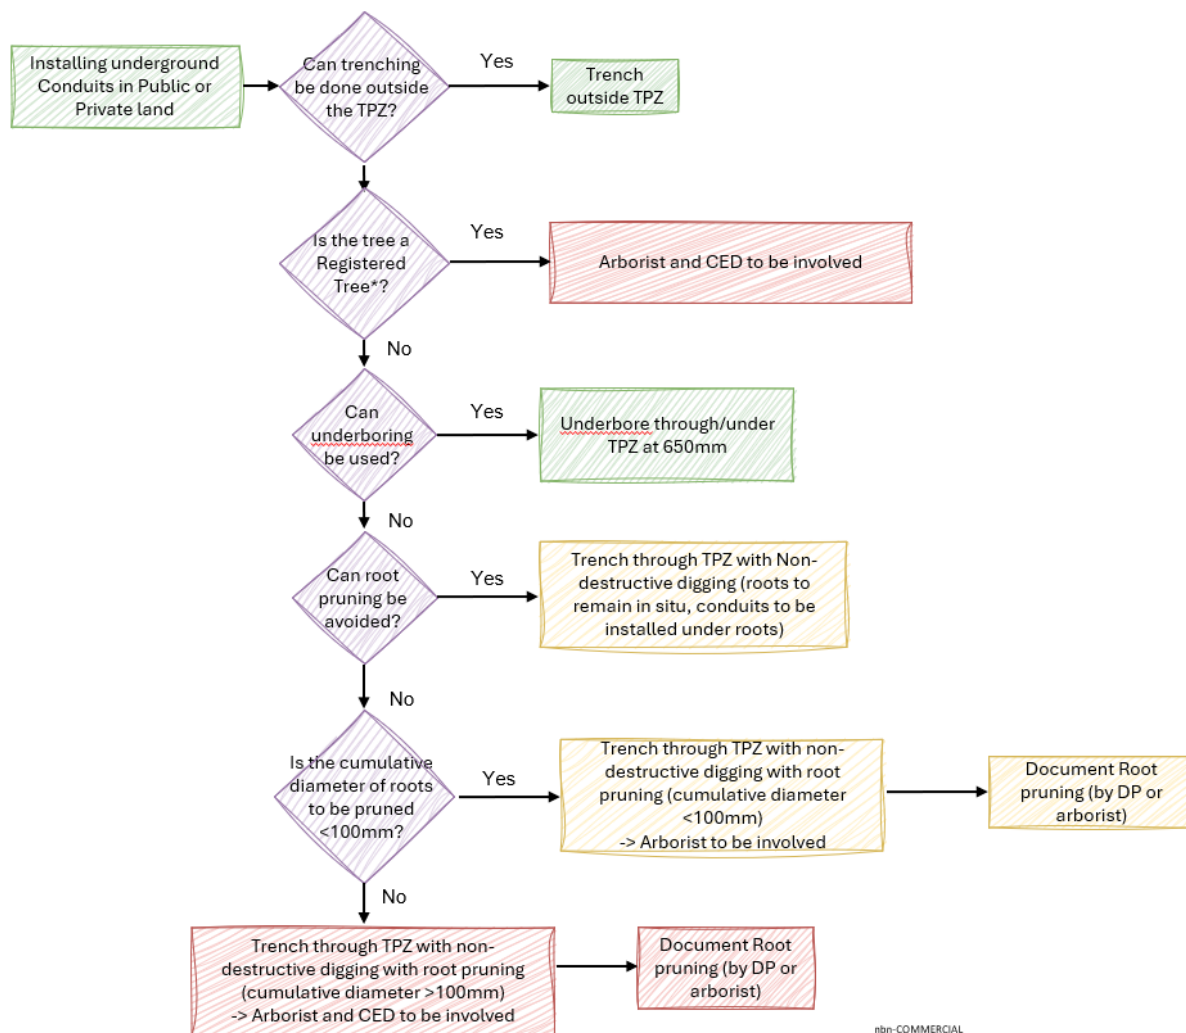 Installing underground
Conduits in Public or
Private land
Can trenching
be done outside
the TPZ?
Yes
Trench
outside TPZ
Is the tree a
Registered
Tree*?
Yes
Arborist and CED to be involved
No
Can
underboring
be used?
Yes
Underbore through/under
TPZ at 650mm
No
Can root
pruning be
avoided?
Yes
Trench through TPZ with Non-
destructive digging (roots to
remain in situ, conduits to be
installed under roots)
No
Is the cumulative
diameter of roots
to be pruned
<100mm?
Yes
Trench through TPZ with non-
destructive digging with root
pruning (cumulative diameter
<100mm)
-> Arborist to be involved
Document Root
pruning (by DP or
arborist)
No
Trench through TPZ with non-
destructive digging with root pruning
(cumulative diameter >100mm)
-> Arborist and CED to be involved
Document Root
pruning (by DP or
arborist)
nbn-COMMERCIAL